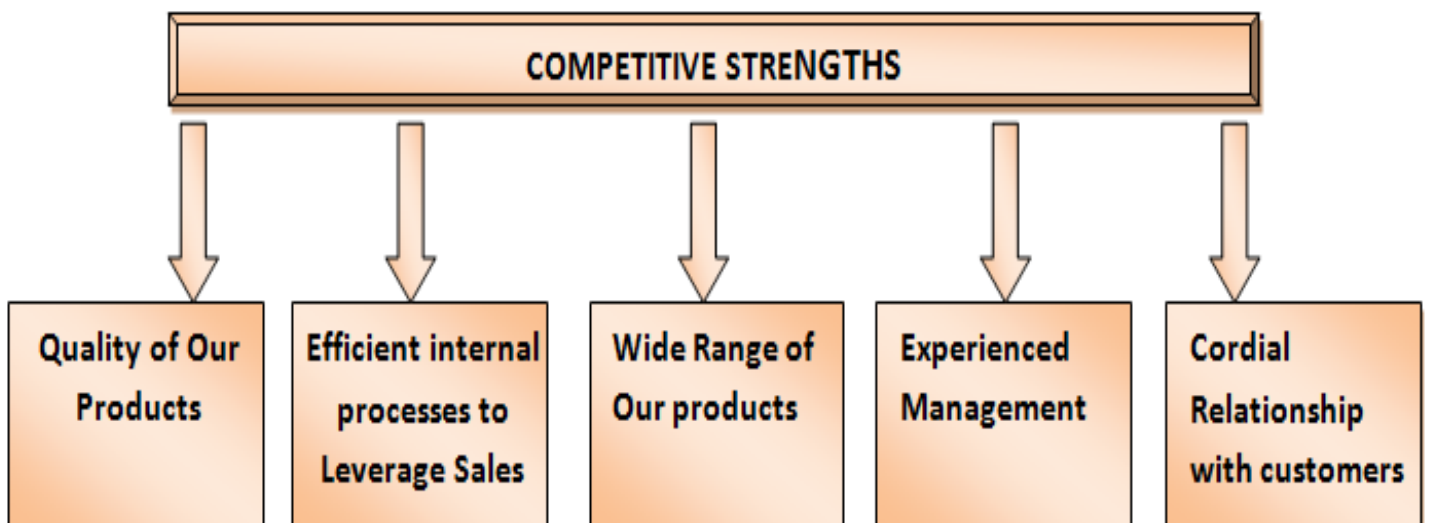 COMPETITIVE STRENGTHS
Quality of Our
Products
Efficient internal
processes to
Leverage Sales
Wide Range of
Our products
Experienced
Management
Cordial
Relationship
with customers